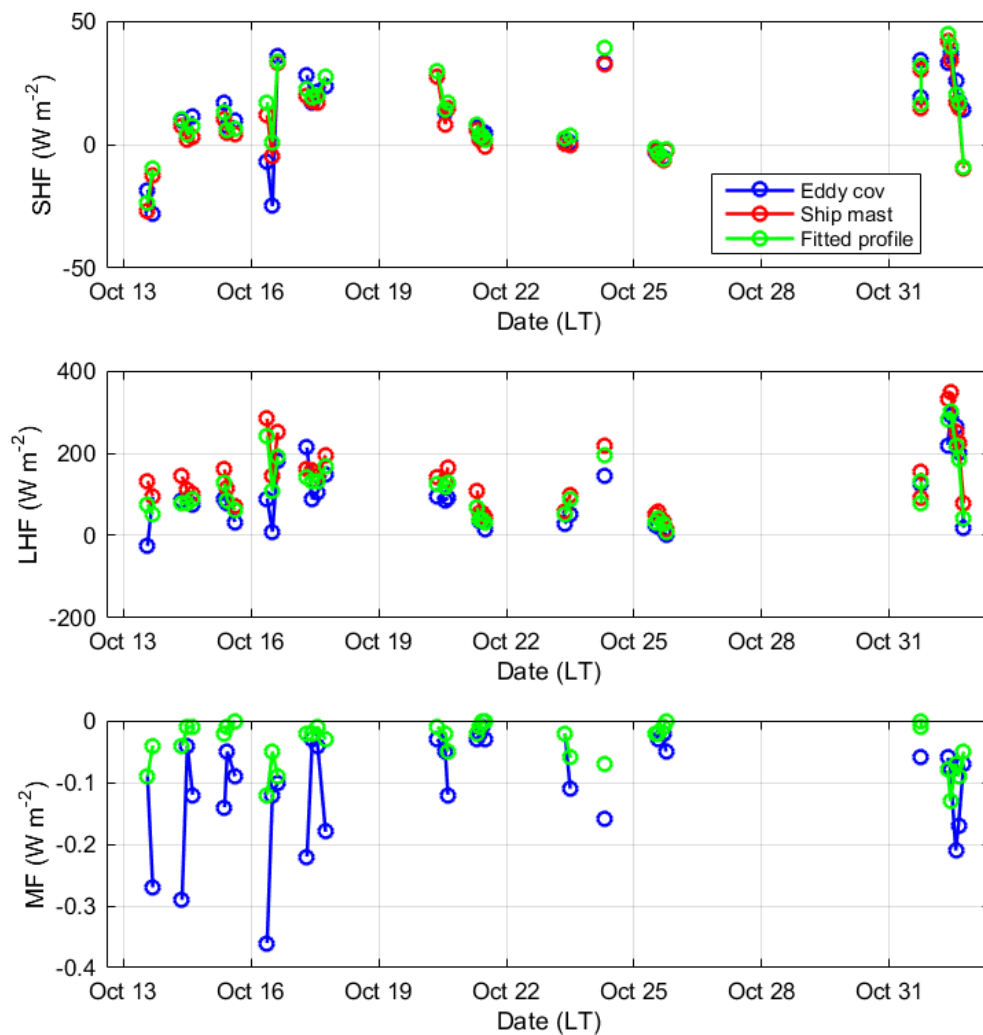 50
0
-50
SHF (W m-2)
Eddy cov
Ship mast
Fitted profile
Oct 13 Oct 16 Oct 19 Oct 22 Oct 25 Oct 28 Oct 31
Date (LT)
400
200
0
-200
LHF (W m-2)
Oct 13 Oct 16 Oct 19 Oct 22 Oct 25 Oct 28 Oct 31
Date (LT)
0
-0.1
-0.2
-0.3
-0.4
MF (W m-2)
Oct 13 Oct 16 Oct 19 Oct 22 Oct 25 Oct 28 Oct 31
Date (LT)